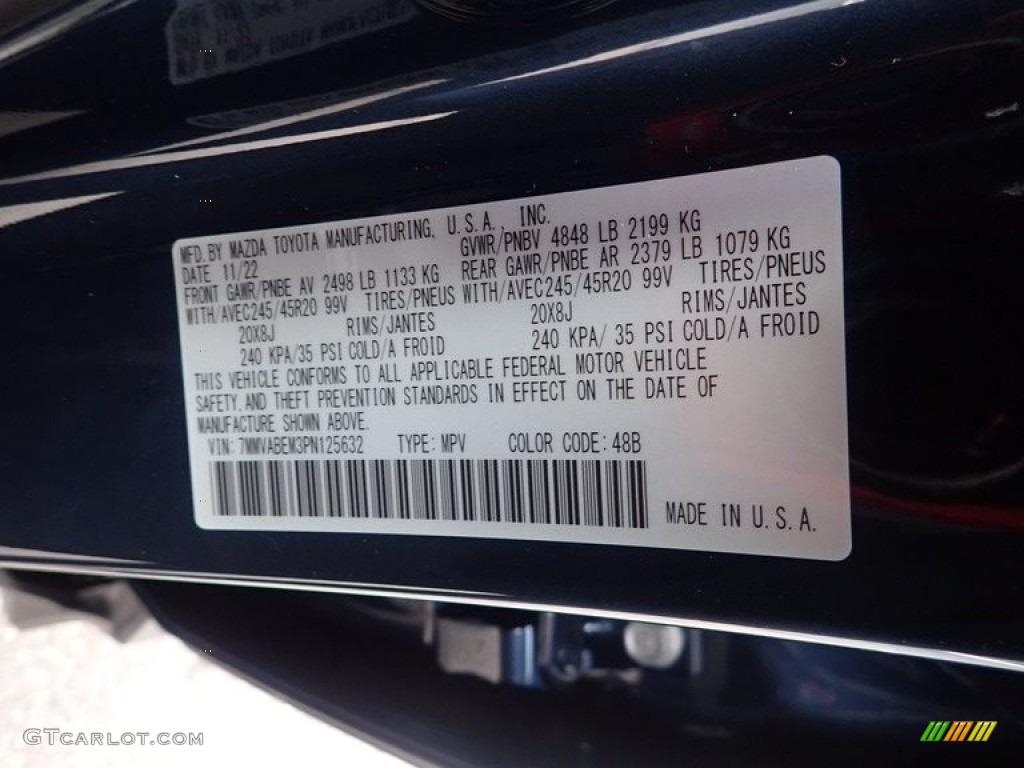 MFD. BY MAZDA TOYOTA MANUFACTURING, U.S.A., INC.
DATE 11/22 GVWR/PNBV 4848 LB 2199 KG
FRONT GAWR/PNBE AV 2498 LB 1133 KG REAR GAWR/PNBE AR 2379 LB 1079 KG
WITH/AVEC245/45R20 99V TIRES/PNEUS WITH/AVEC245/45R20 99V TIRES/PNEUS
20X8J RIMS/JANTES 20X8J RIMS/JANTES
240 KPA/35 PSI COLD/A FROID 240 KPA/ 35 PSI COLD/A FROID
THIS VEHICLE CONFORMS TO ALL APPLICABLE FEDERAL MOTOR VEHICLE
SAFETY, AND THEFT PREVENTION STANDARDS IN EFFECT ON THE DATE OF
MANUFACTURE SHOWN ABOVE.
VIN: 7MMVABEM3PN125632 TYPE: MPV COLOR CODE: 48B
MADE IN U.S.A.
GTCARLOT.COM